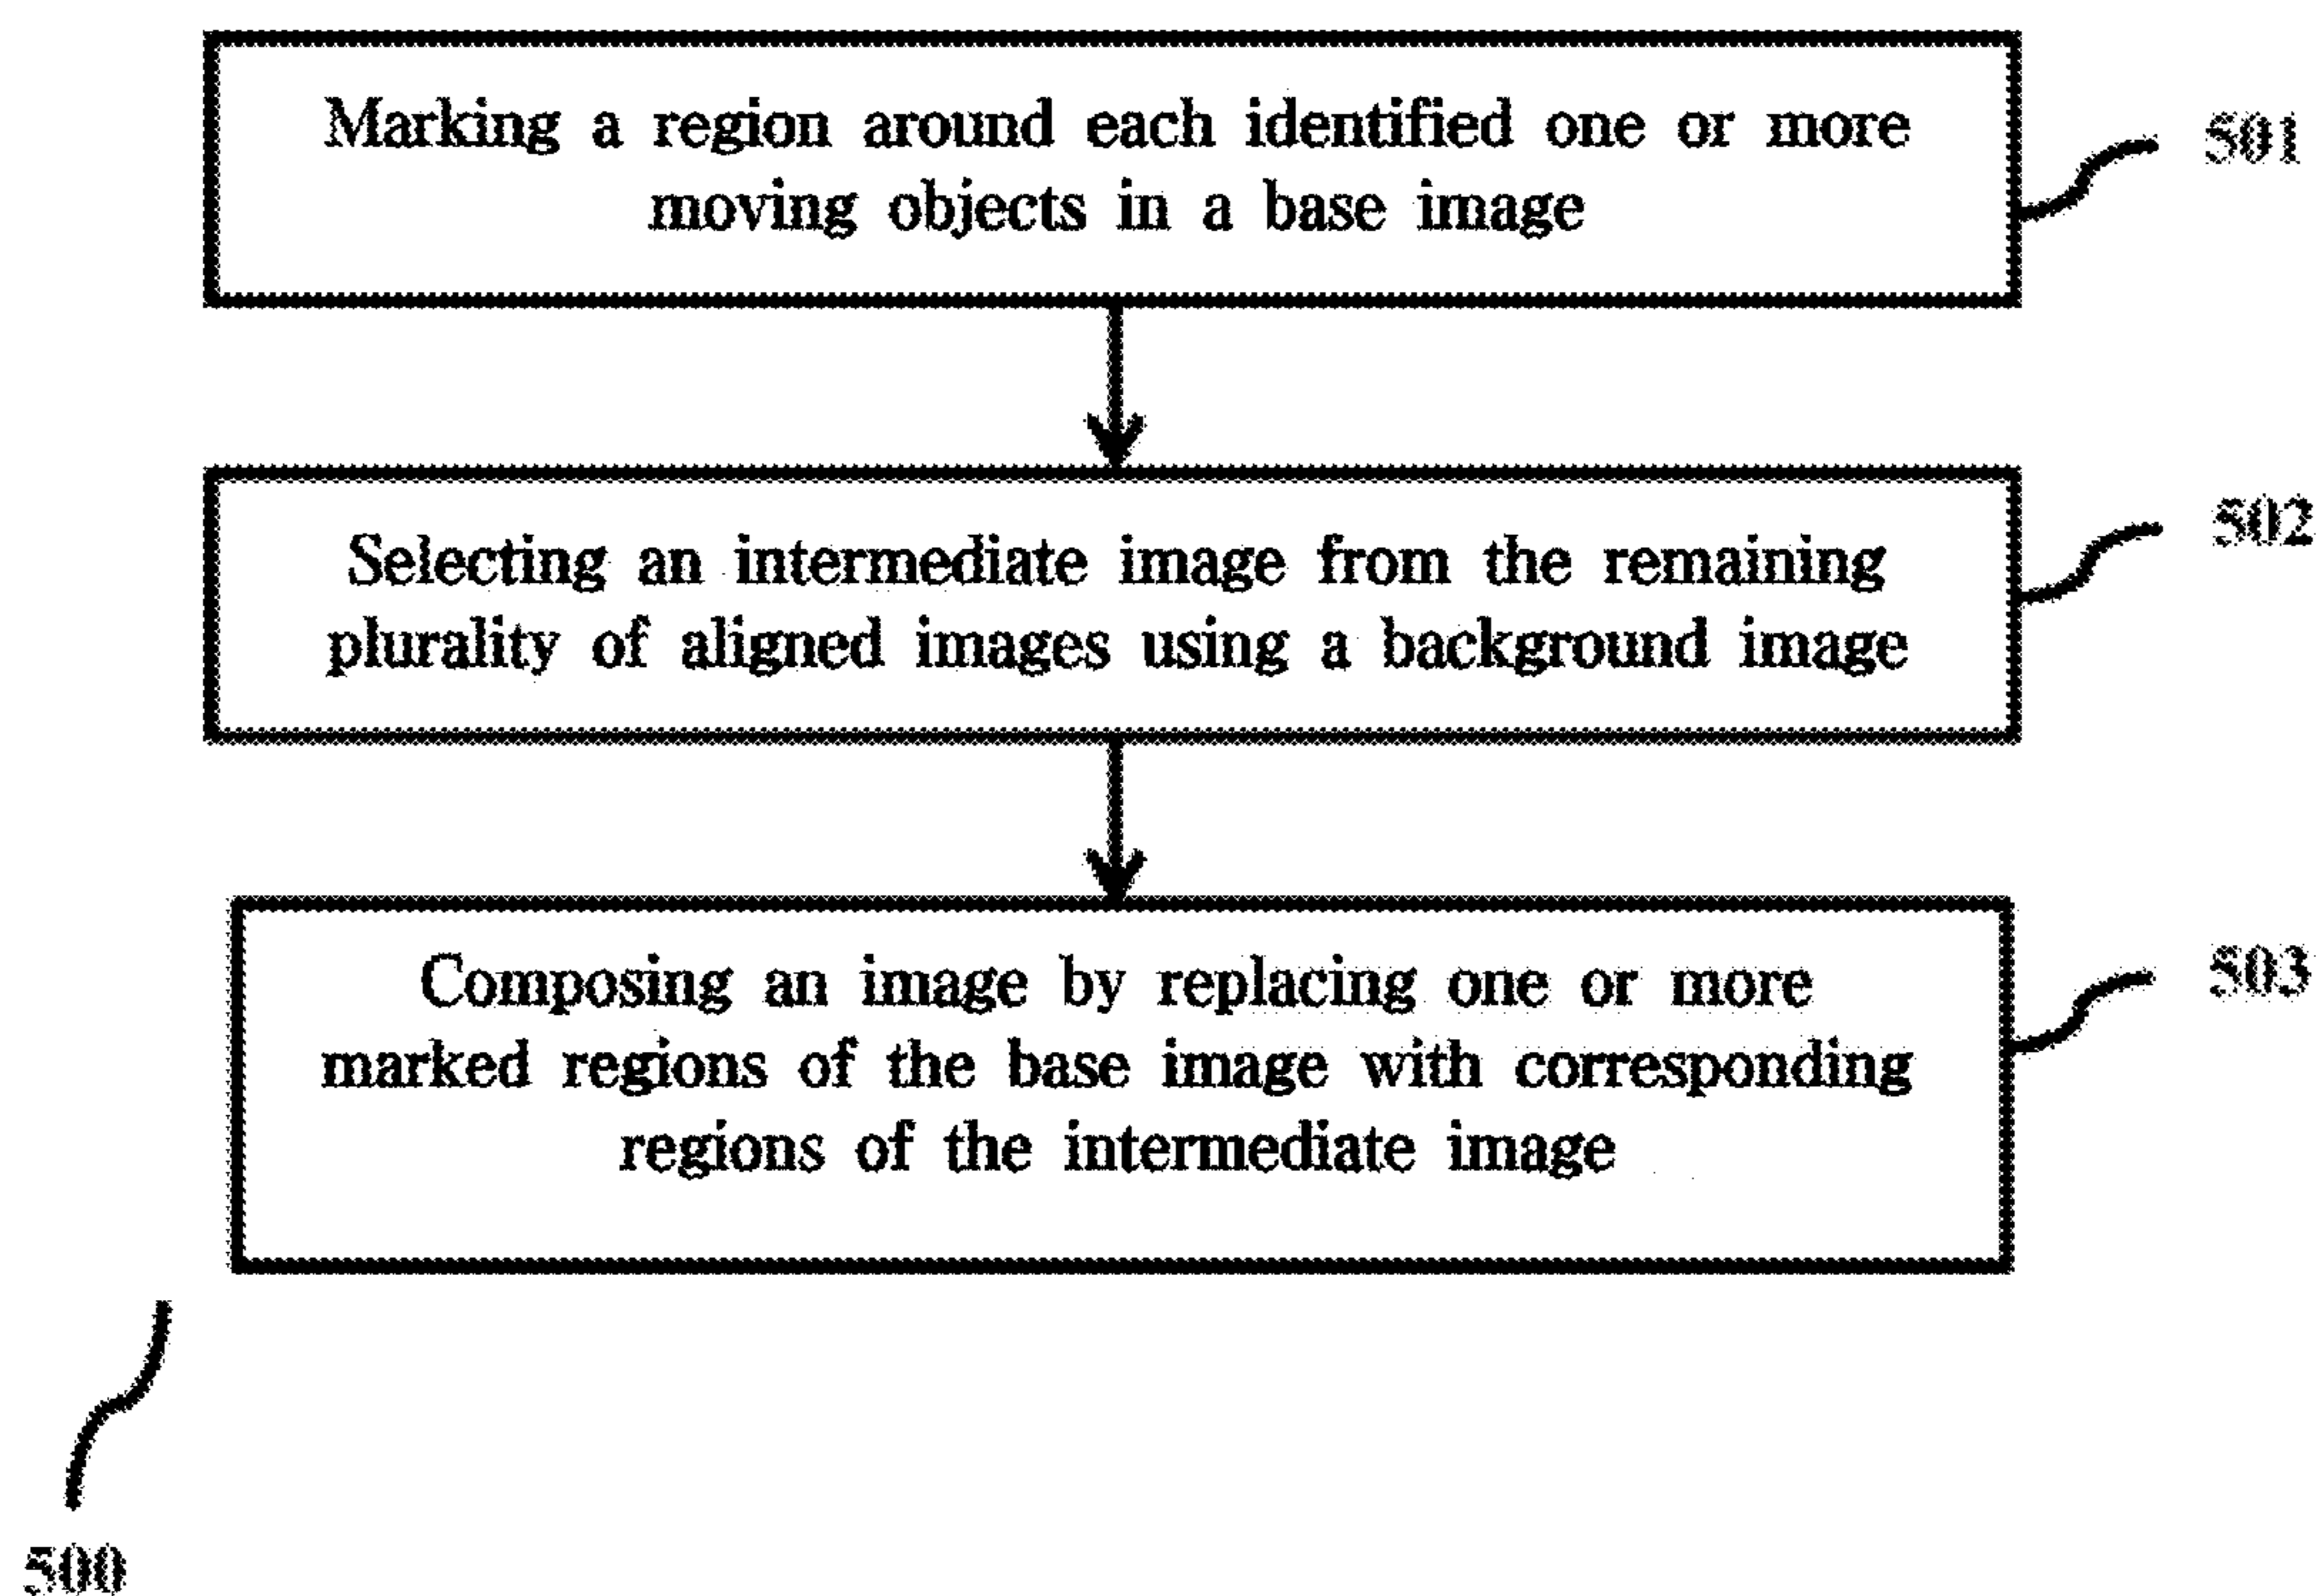 Marking a region around each identified one or more
moving objects in a base image
501
Selecting an intermediate image from the remaining
plurality of aligned images using a background image
502
Composing an image by replacing one or more
marked regions of the base image with corresponding
regions of the intermediate image
503
500